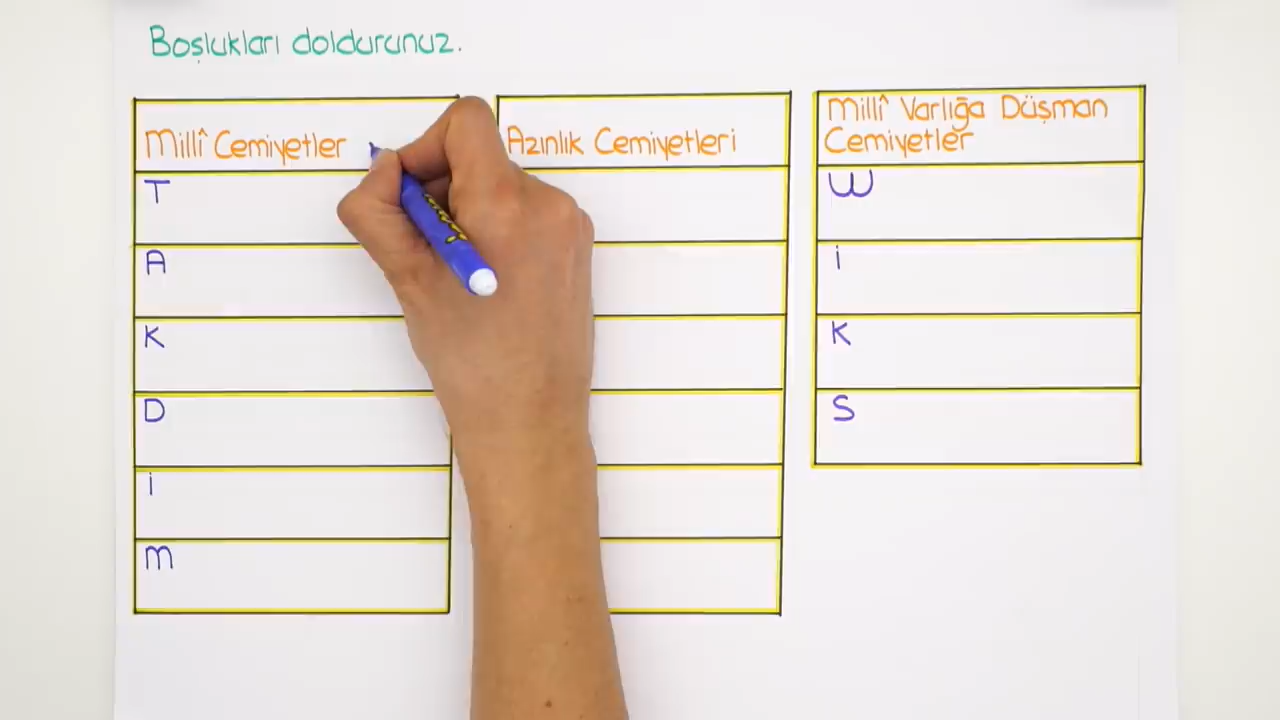 Boşlukları doldurunuz.
Millî Cemiyetler
T
A
K
D
İ
M
Azınlık Cemiyetleri
Millî Varlığa Düşman
Cemiyetler
W
İ
K
S